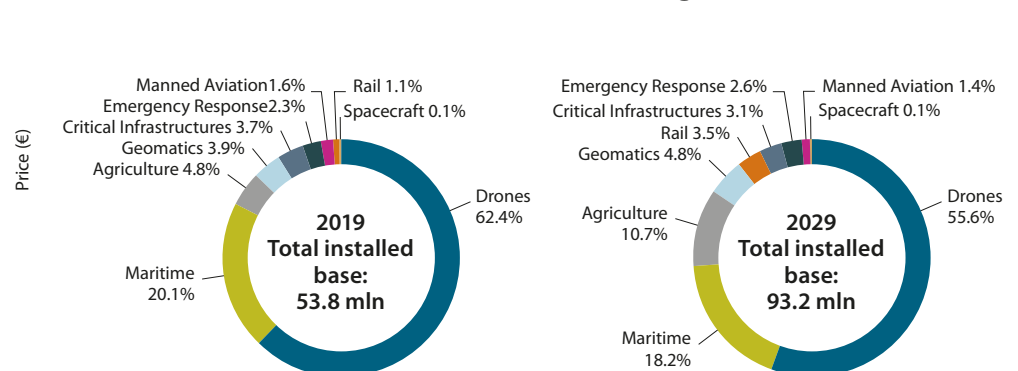 Price (€)
Manned Aviation1.6%
Rail 1.1%
Emergency Response2.3%
Spacecraft 0.1%
Critical Infrastructures 3.7%
Geomatics 3.9%
Agriculture 4.8%
Drones
62.4%
2019
Total installed
base:
53.8 mln
Maritime
20.1%
Emergency Response 2.6%
Manned Aviation 1.4%
Critical Infrastructures 3.1%
Spacecraft 0.1%
Rail 3.5%
Geomatics 4.8%
Drones
55.6%
Agriculture
10.7%
2029
Total installed
base:
93.2 mln
Maritime
18.2%